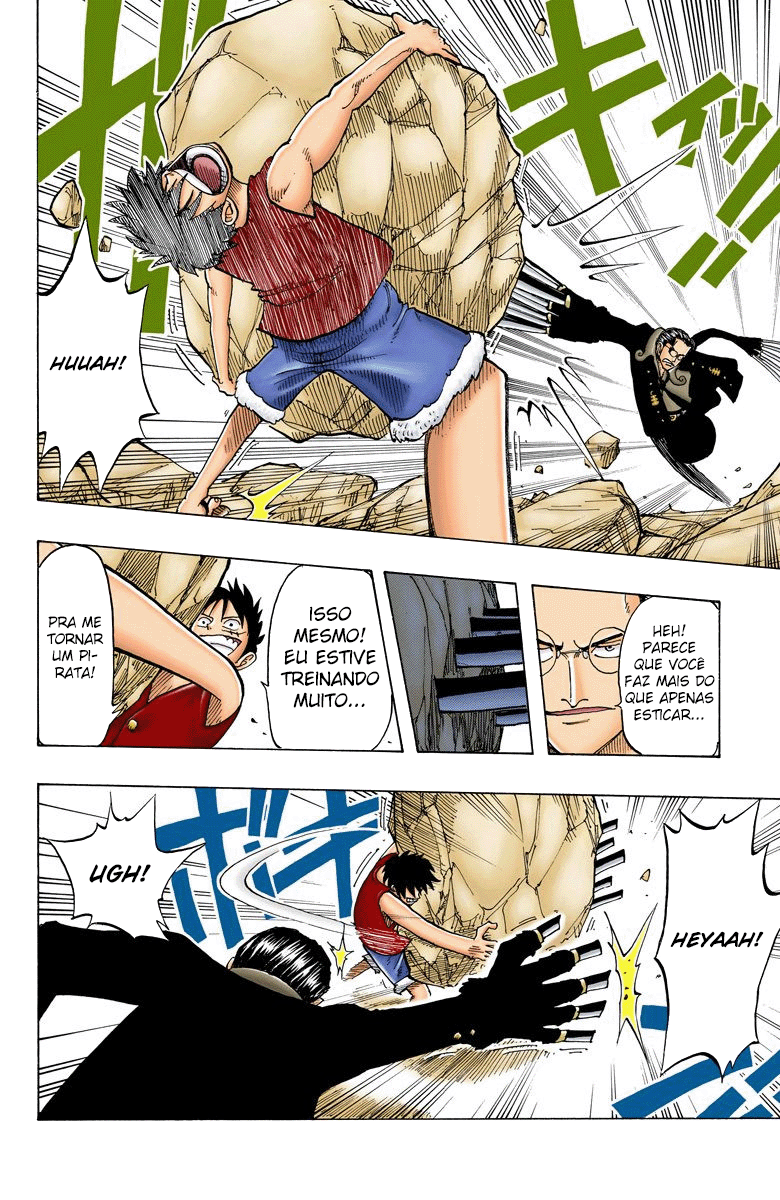 HUUAH!
HEH!
PARECE
QUE VOCÊ
FAZ MAIS DO
QUE APENAS
ESTICAR...
ISSO
MESMO!
EU ESTIVE
TREINANDO
MUITO...
PRA ME
TORNAR
UM PI-
RATA!
HEYAAH!
UGH!